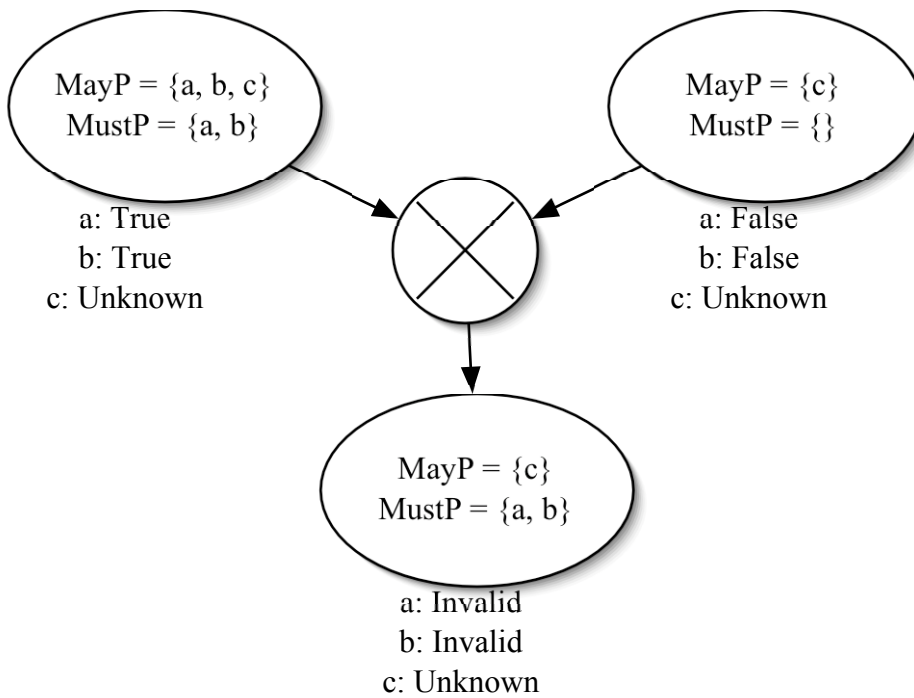 MayP = {a, b, c}
MustP = {a, b}
a: True
b: True
c: Unknown
MayP = {c}
MustP = {}
a: False
b: False
c: Unknown
MayP = {c}
MustP = {a, b}
a: Invalid
b: Invalid
c: Unknown